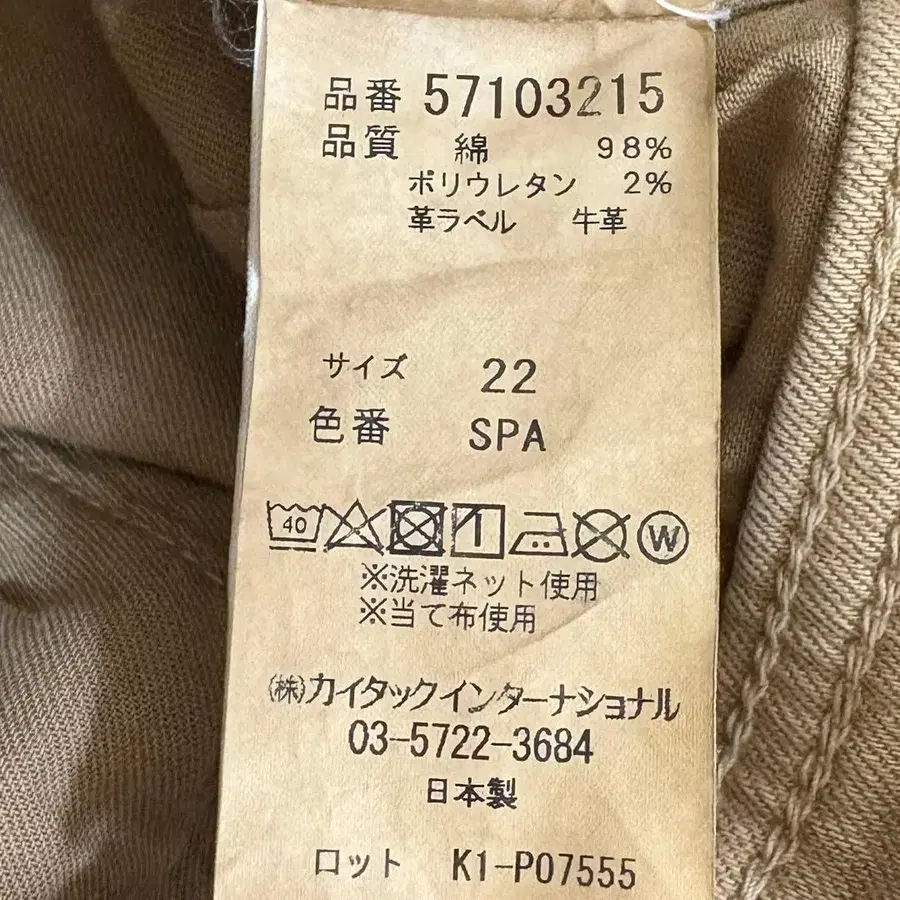 品番 57103215
品質 綿 98%
ポリウレタン 2%
革ラベル 牛革
サイズ 22
色番 SPA
40 W
※洗濯ネット使用
※当て布使用
㈱カイタックインターナショナル
03-5722-3684
日本製
ロット K1-P07555